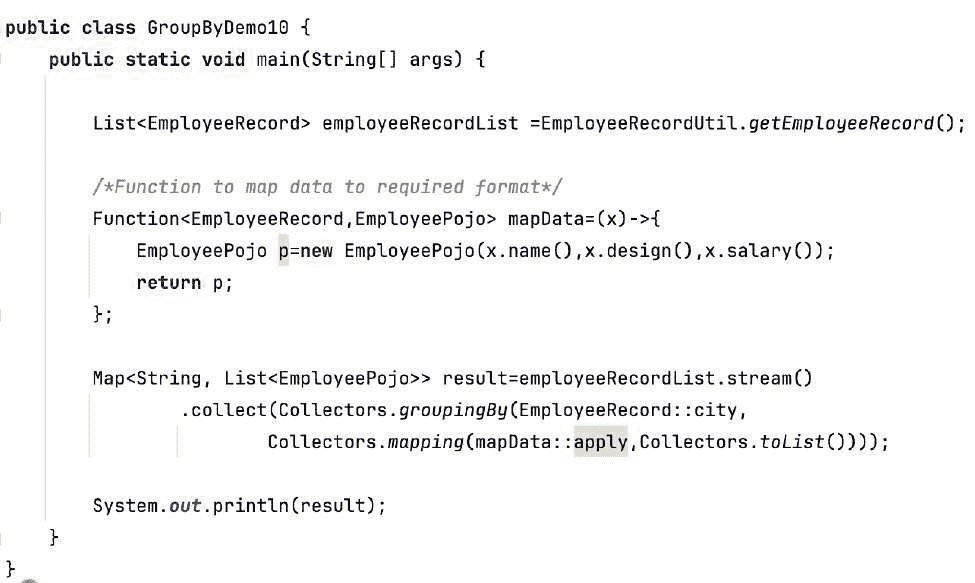 public class GroupByDemo10 {
public static void main(String[] args) {
List<EmployeeRecord> employeeRecordList =EmployeeRecordUtil.getEmployeeRecord();
/*Function to map data to required format*/
Function<EmployeeRecord,EmployeePojo> mapData=(x)->{
EmployeePojo p=new EmployeePojo(x.name(),x.design(),x.salary());
return p;
};
Map<String, List<EmployeePojo>> result=employeeRecordList.stream()
.collect(Collectors.groupingBy(EmployeeRecord::city,
Collectors.mapping(mapData::apply,Collectors.toList())));
System.out.println(result);
}
}